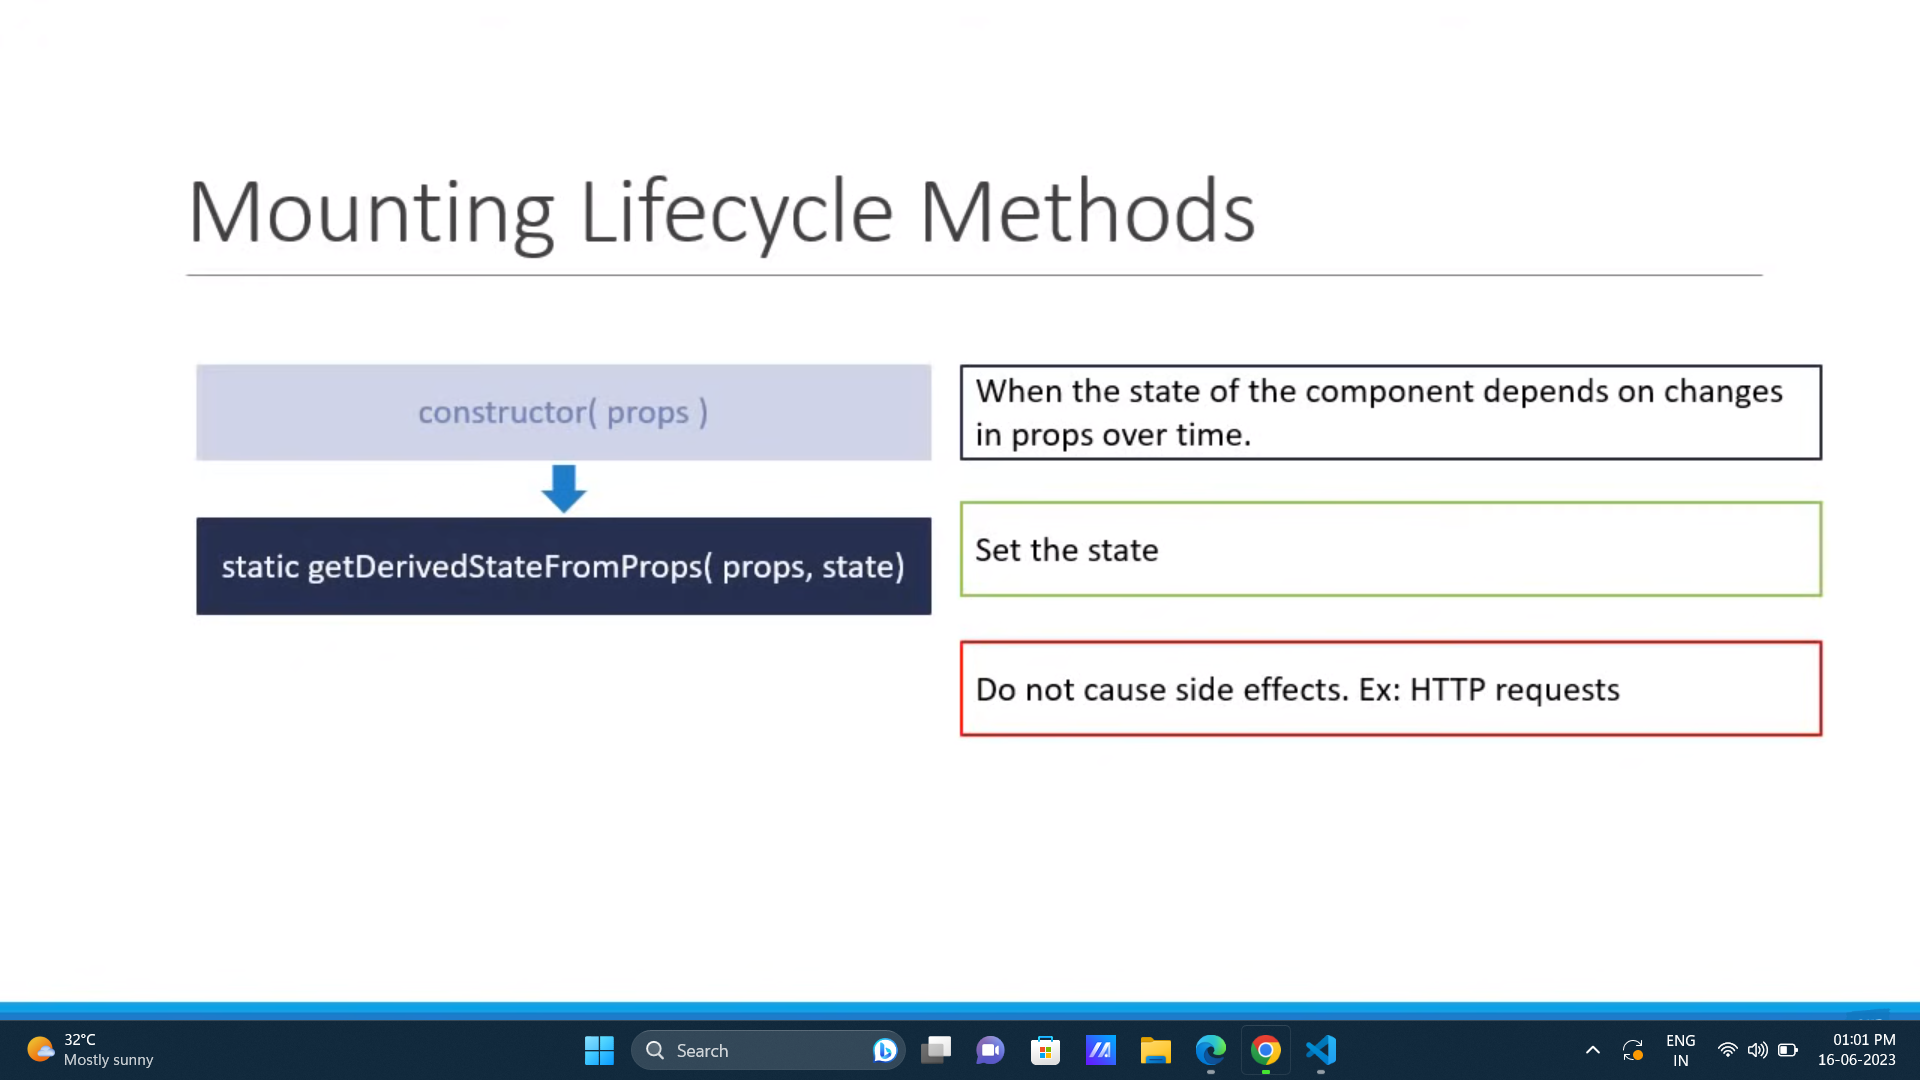 Mounting Lifecycle Methods
constructor( props )
static getDerivedStateFromProps( props, state)
When the state of the component depends on changes
in props over time.
Set the state
Do not cause side effects. Ex: HTTP requests
32°C
Mostly sunny
Search
ENG
IN
01:01 PM
16-06-2023